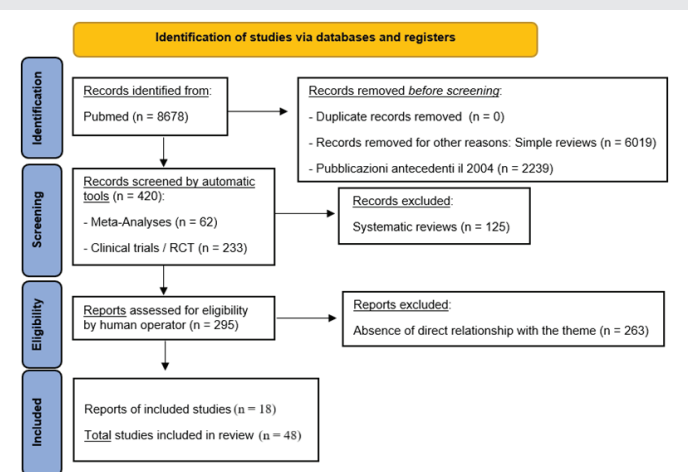 Identification of studies via databases and registers
Identification
Records identified from:
Pubmed (n = 8678)
Records removed before screening:
- Duplicate records removed (n = 0)
- Records removed for other reasons: Simple reviews (n = 6019)
- Pubblicazioni antecedenti il 2004 (n = 2239)
Screening
Records screened by automatic
tools (n = 420):
- Meta-Analyses (n = 62)
- Clinical trials / RCT (n = 233)
Records excluded:
Systematic reviews (n = 125)
Eligibility
Reports assessed for eligibility
by human operator (n = 295)
Reports excluded:
Absence of direct relationship with the theme (n = 263)
Included
Reports of included studies (n = 18)
Total studies included in review (n = 48)